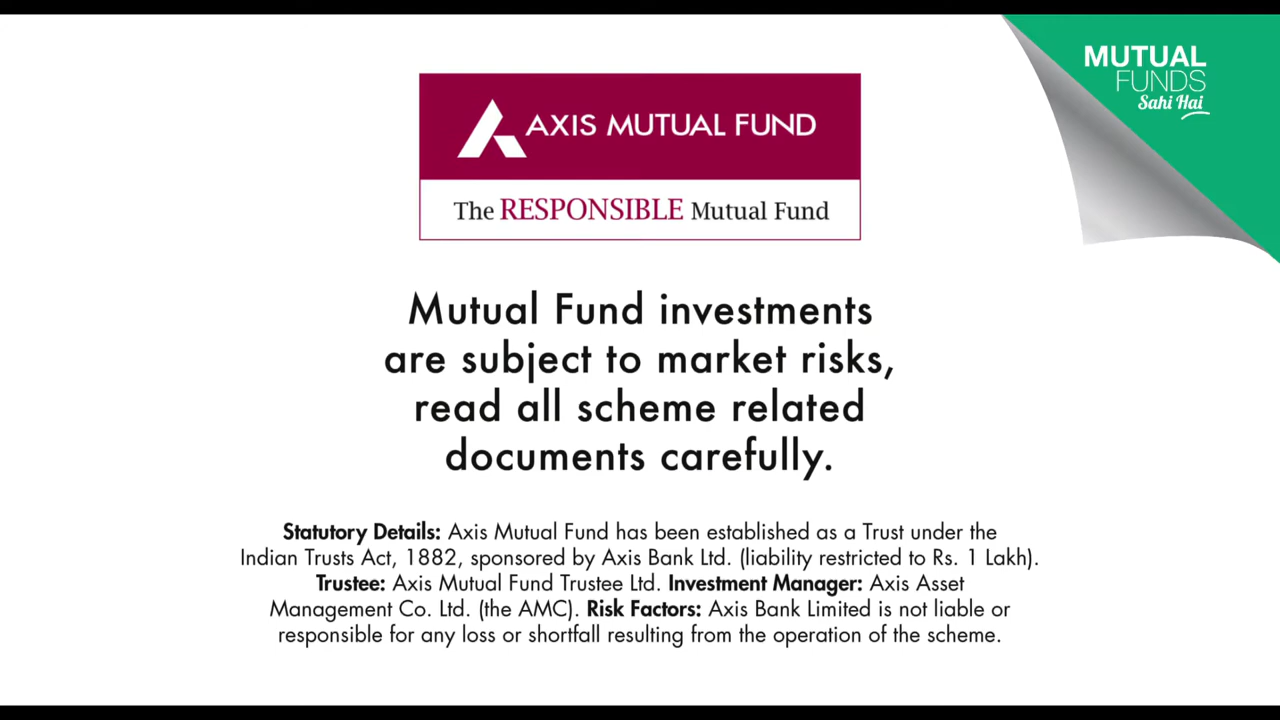 MUTUAL
FUNDS
Sahi Hai
AXIS MUTUAL FUND
The RESPONSIBLE Mutual Fund
Mutual Fund investments
are subject to market risks,
read all scheme related
documents carefully.
Statutory Details: Axis Mutual Fund has been established as a Trust under the
Indian Trusts Act, 1882, sponsored by Axis Bank Ltd. (liability restricted to Rs. 1 Lakh).
Trustee: Axis Mutual Fund Trustee Ltd. Investment Manager: Axis Asset
Management Co. Ltd. (the AMC). Risk Factors: Axis Bank Limited is not liable or
responsible for any loss or shortfall resulting from the operation of the scheme.